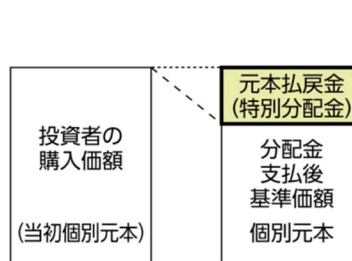 投資者の
購入価額
(当初個別元本)
元本払戻金
(特別分配金)
分配金
支払後
基準価額
個別元本